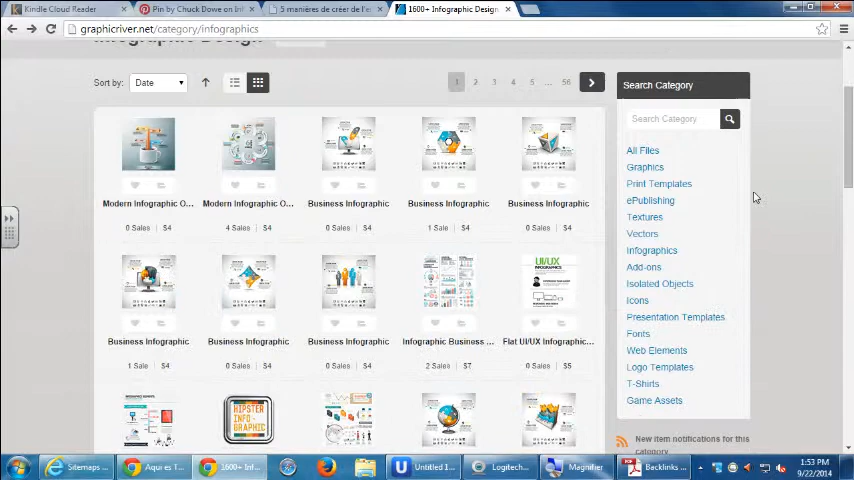 Kindle Cloud Reader
Pin by Chuck Dove on
5 manières de créer de l'es
1600+ Infographic Design
graphicriver.net/category/infographics
Infographic Design
Sort by: Date
1 2 3 4 5 ... 56
Search Category
Search Category
All Files
Graphics
Print Templates
ePublishing
Textures
Vectors
Infographics
Add-ons
Isolated Objects
Icons
Presentation Templates
Fonts
Web Elements
Logo Templates
T-Shirts
Game Assets
Modern Infographic O...
Modern Infographic O...
Business Infographic
Business Infographic
Business Infographic
0 Sales $4
4 Sales $4
0 Sales $4
1 Sale $4
0 Sales $4
UI/UX
INFOGRAPHICS
Business Infographic
Business Infographic
Business Infographic
Infographic Business ...
Flat UI/UX Infographic...
1 Sale $4
0 Sales $4
0 Sales $4
2 Sales $7
0 Sales $5
HIPSTER
INFO-
GRAPHIC
New item notifications for this
category
Sitemaps ...
Aqui es T...
1600+ Inf...
Untitled 1...
Logitech...
Magnifier
Backlinks ...
1:53 PM
9/22/2014